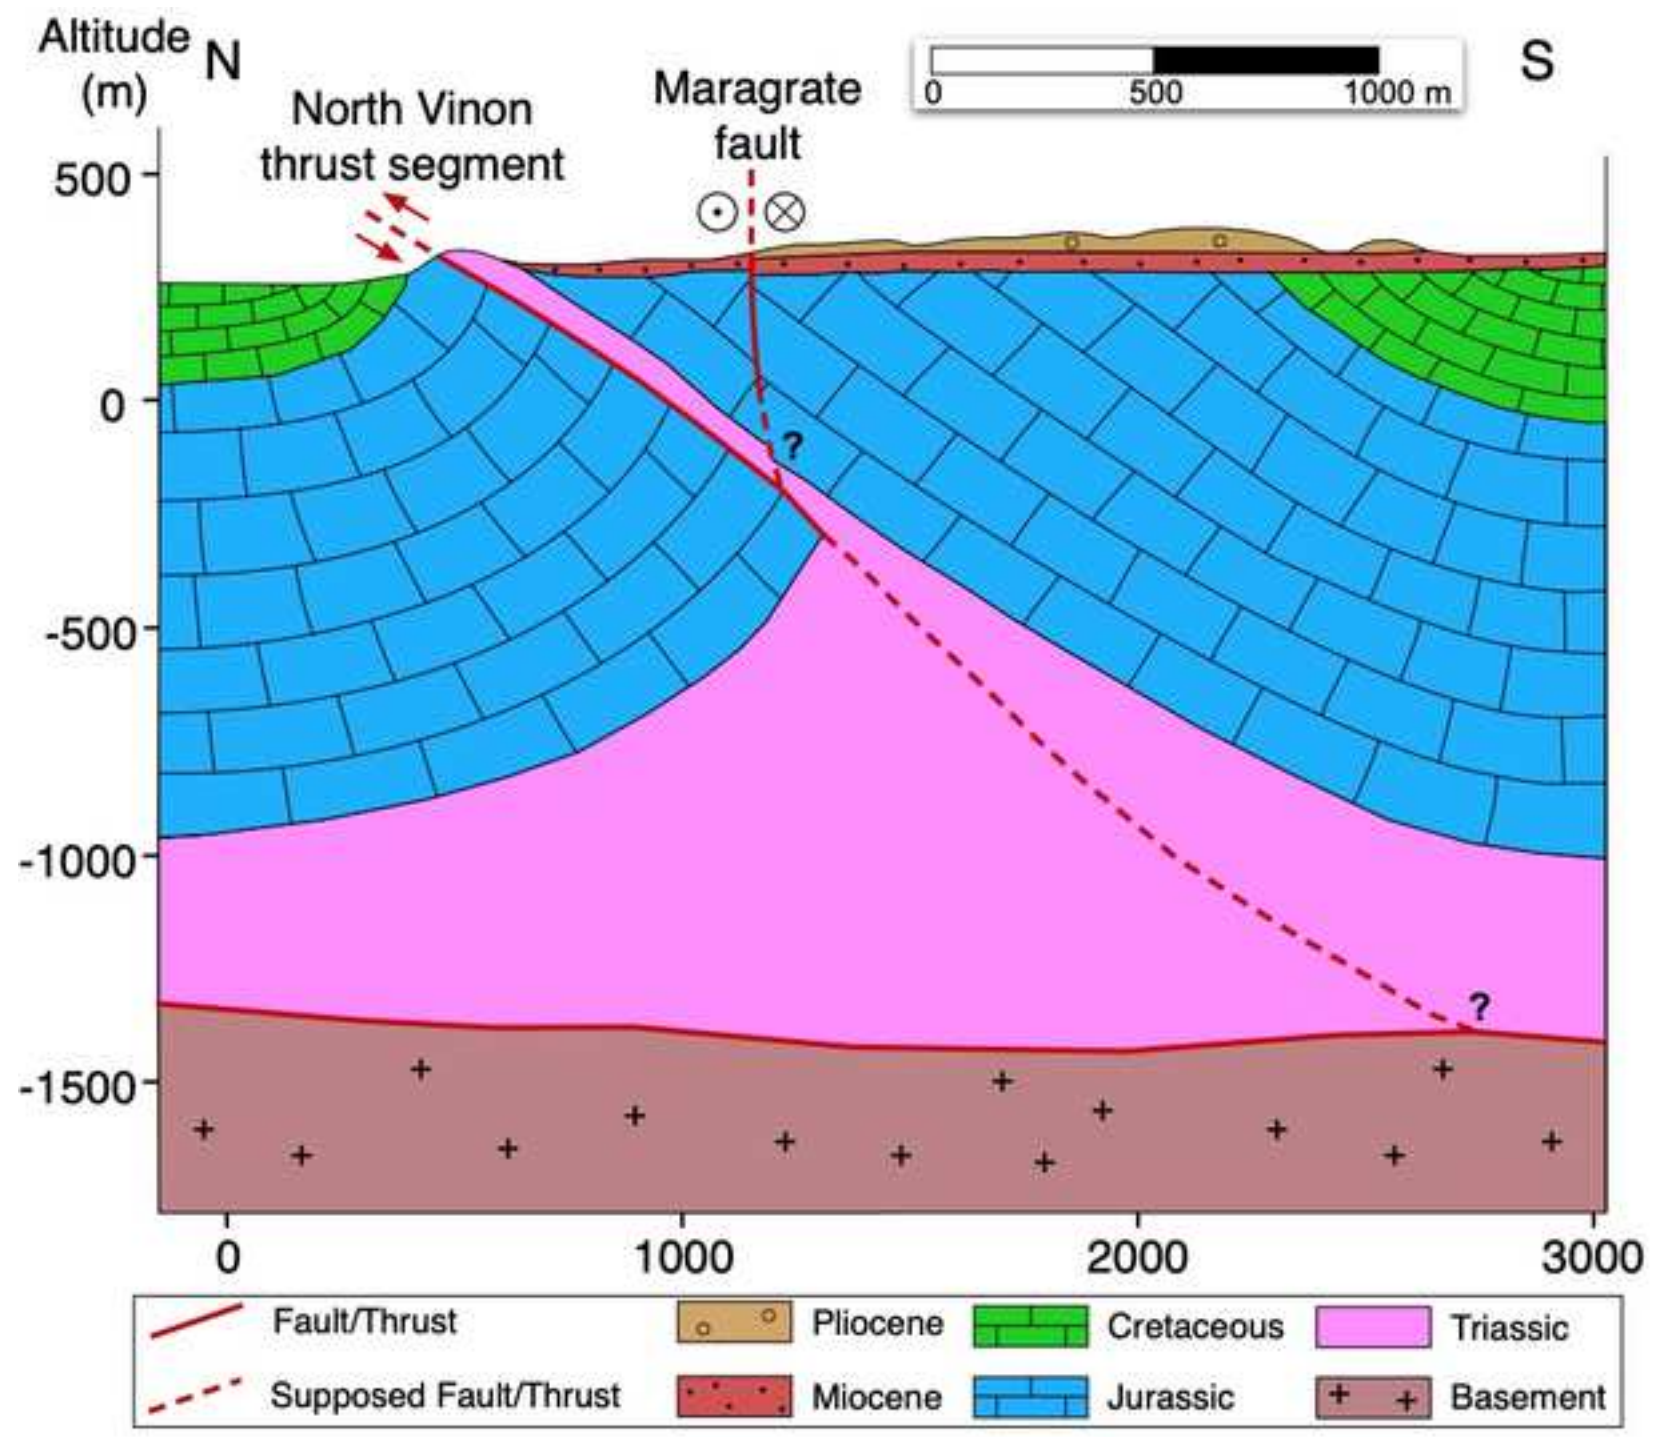 Altitude
(m)
N
S
North Vinon
thrust segment
Maragrate
fault
0 500 1000 m
500
0
-500
-1000
-1500
?
?
0 1000 2000 3000
Fault/Thrust
Pliocene
Cretaceous
Triassic
Supposed Fault/Thrust
Miocene
Jurassic
Basement